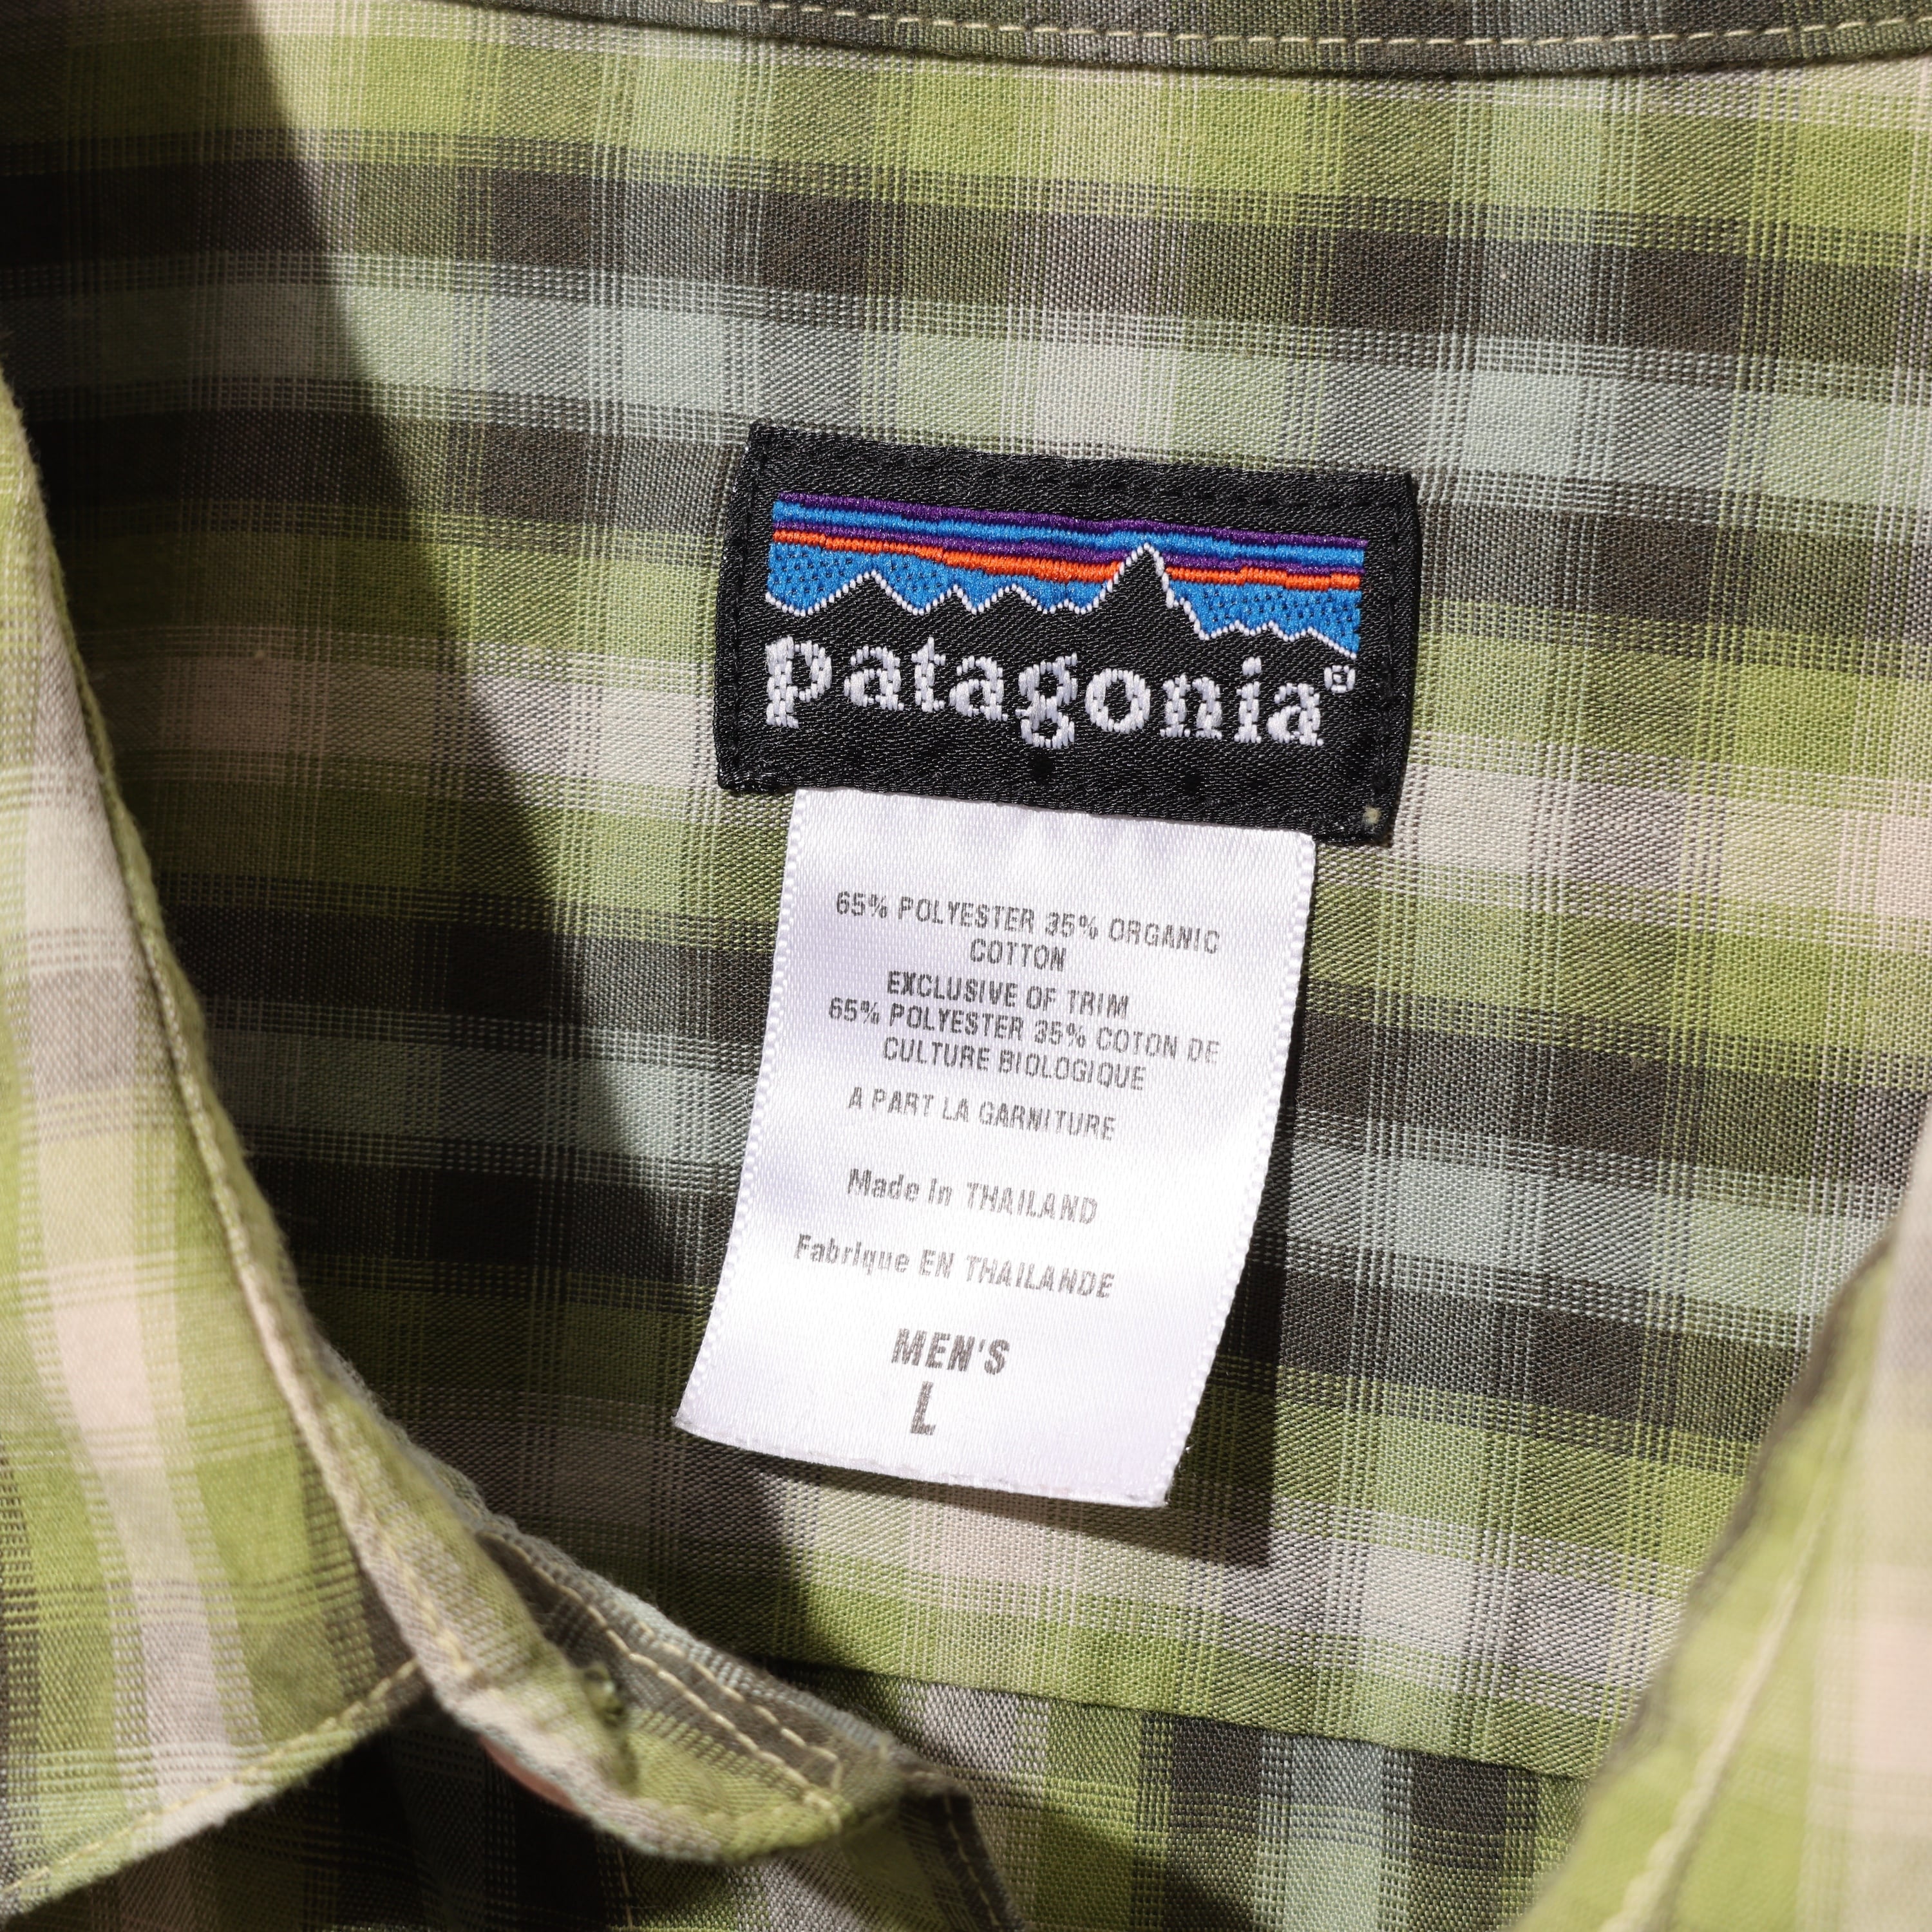 patagonia®
65% POLYESTER 35% ORGANIC
COTTON
EXCLUSIVE OF TRIM
65% POLYESTER 35% COTON DE
CULTURE BIOLOGIQUE
A PART LA GARNITURE
Made in THAILAND
Fabrique EN THAILANDE
MEN'S
L